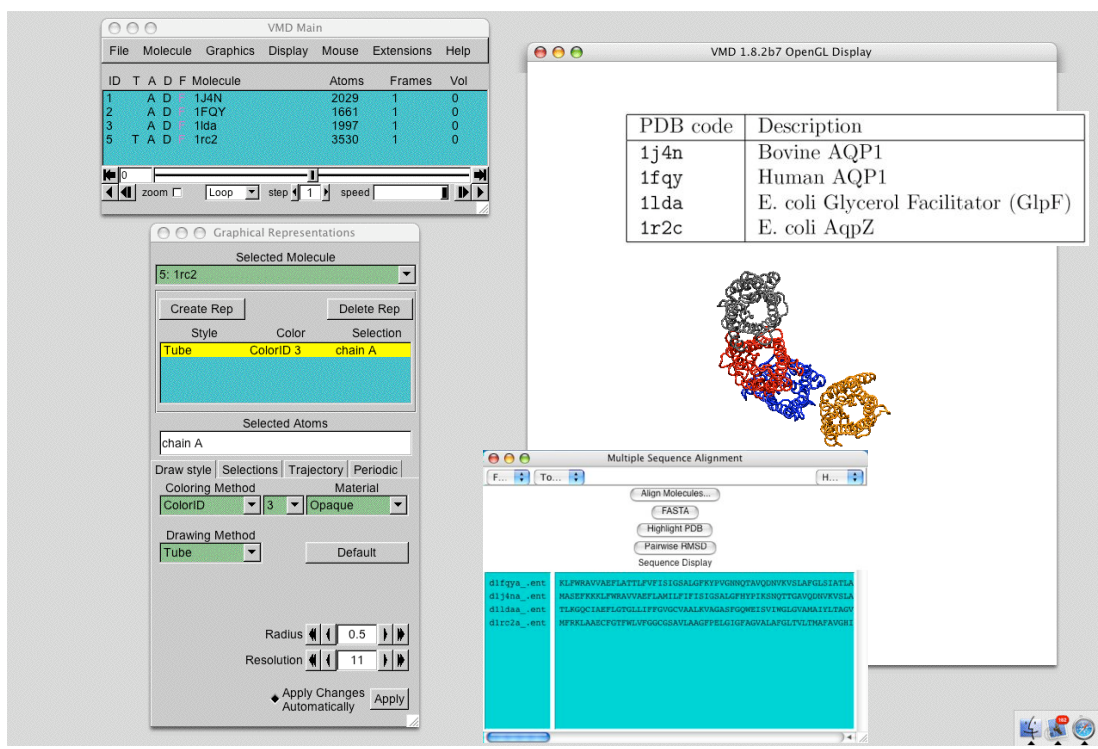 VMD Main
File Molecule Graphics Display Mouse Extensions Help
ID T A D F Molecule Atoms Frames Vol
1 A D F 1J4N 2029 1 0
2 A D F 1FQY 1661 1 0
3 A D F 1lda 1997 1 0
5 T A D F 1rc2 3530 1 0
0
zoom Loop step 1 speed
Graphical Representations
Selected Molecule
5: 1rc2
Create Rep Delete Rep
Style Color Selection
Tube ColorID 3 chain A
Selected Atoms
chain A
Draw style Selections Trajectory Periodic
Coloring Method Material
ColorID 3 Opaque
Drawing Method
Tube Default
Radius 0.5
Resolution 11
Apply Changes
Automatically Apply
VMD 1.8.2b7 OpenGL Display
PDB code Description
1j4n Bovine AQP1
1fqy Human AQP1
1lda E. coli Glycerol Facilitator (GlpF)
1r2c E. coli AqpZ
Multiple Sequence Alignment
F... To... H...
Align Molecules...
FASTA
Highlight PDB
Pairwise RMSD
Sequence Display
d1fqya_.ent KLFWRAVVAEFLATTLFVFISIGSALGFKYPVGNNQTAVQDNVKVSLAFGLSIATLA
d1j4na_.ent MASEFKKKLFWRAVVAEFLAMILFIFISIGSALGFHYPIKSNQTTGAVQDNVKVSLA
d1ldaa_.ent TLKGQCIAEFLGTGLLIFFGVGCVAALKVAGASFGQWEISVIWGLGVAMAIYLTAGV
d1rc2a_.ent MFRKLAAECFGTFWLVFGGCGSAVLAAGFPELGIGFAGVALAFGLTVLTMAFAVGHI